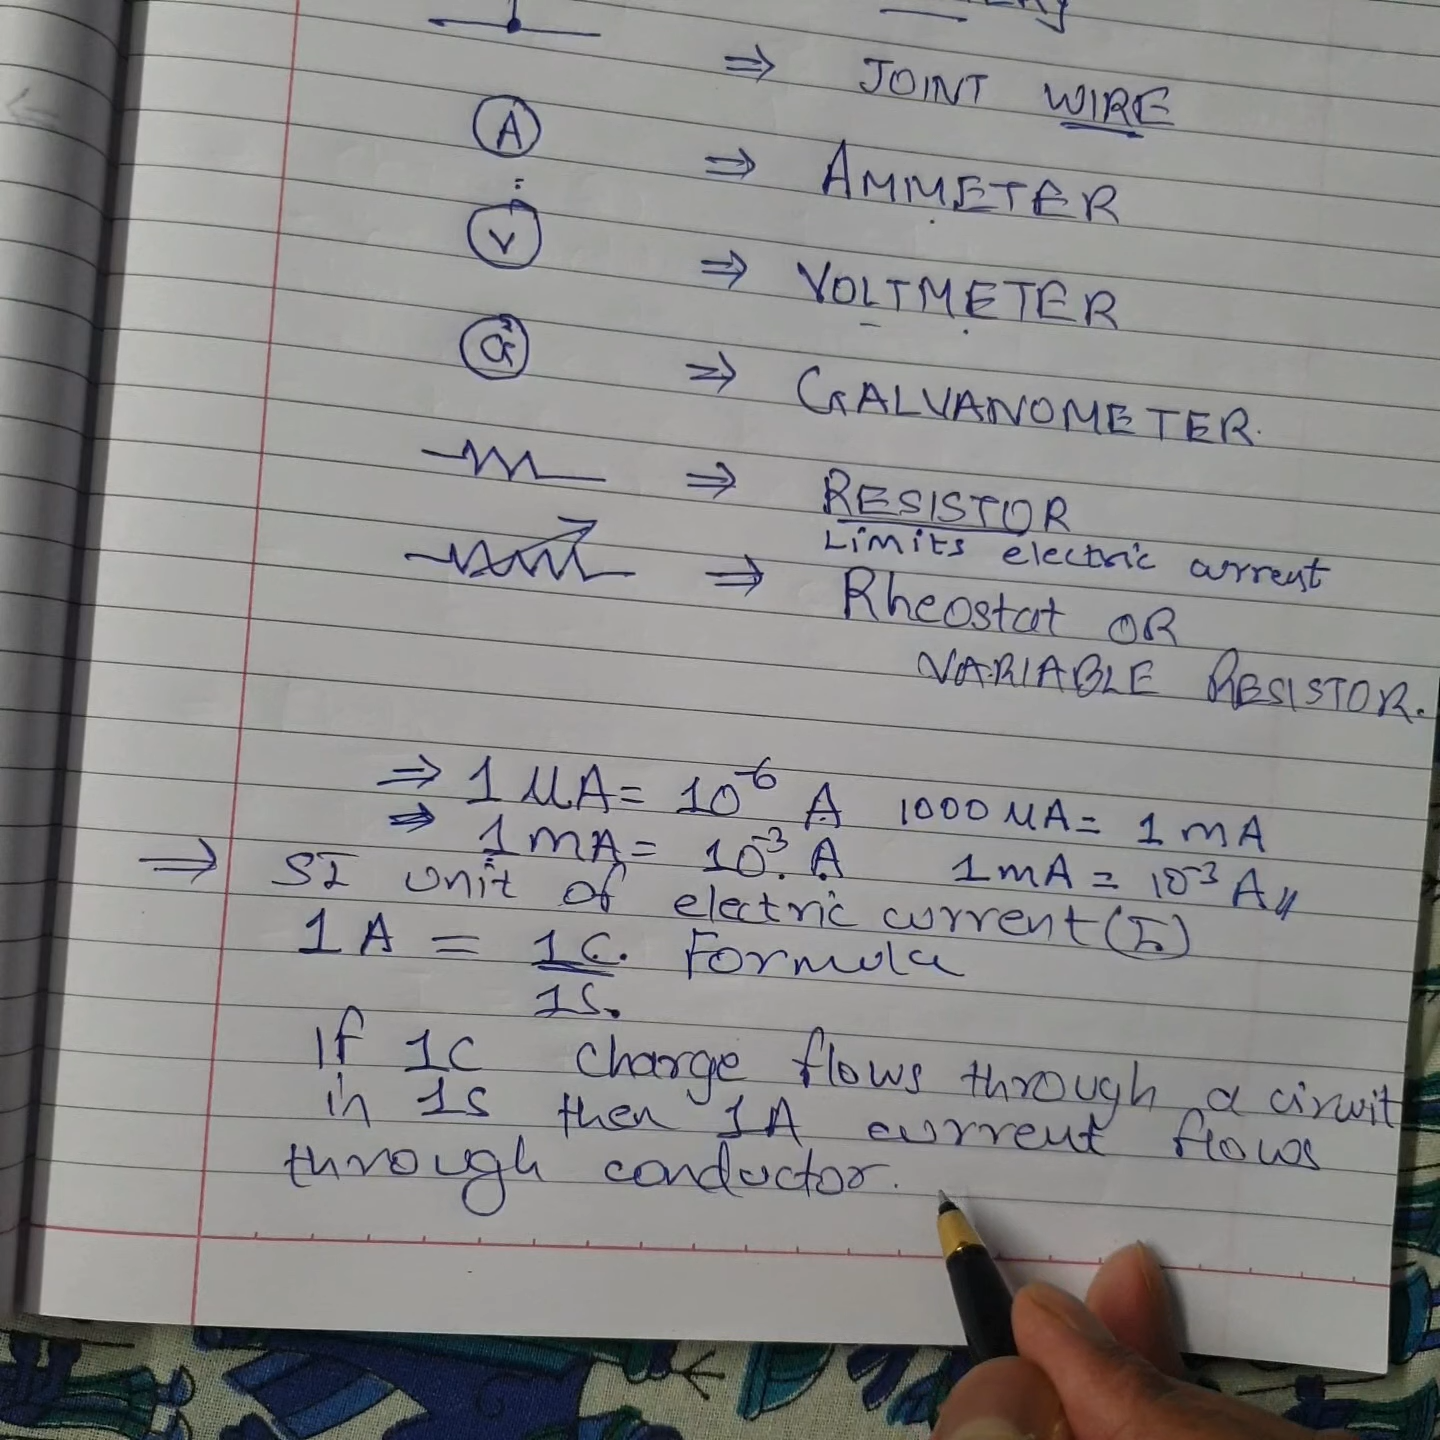 ⇒ JOINT WIRE
A ⇒ AMMETER
V ⇒ VOLTMETER
G ⇒ GALVANOMETER.
⇒ RESISTOR
Limits electric current
⇒ Rheostat OR
VARIABLE RESISTOR.
⇒ 1 μA = 10⁻⁶ A 1000 μA = 1 mA
⇒ 1 mA = 10⁻³ A 1 mA = 10⁻³ A
⇒ SI unit of electric current (I)
1 A = 1C. Formula
1S.
If 1C charge flows through a circuit
in 1s then 1A current flows
through conductor.